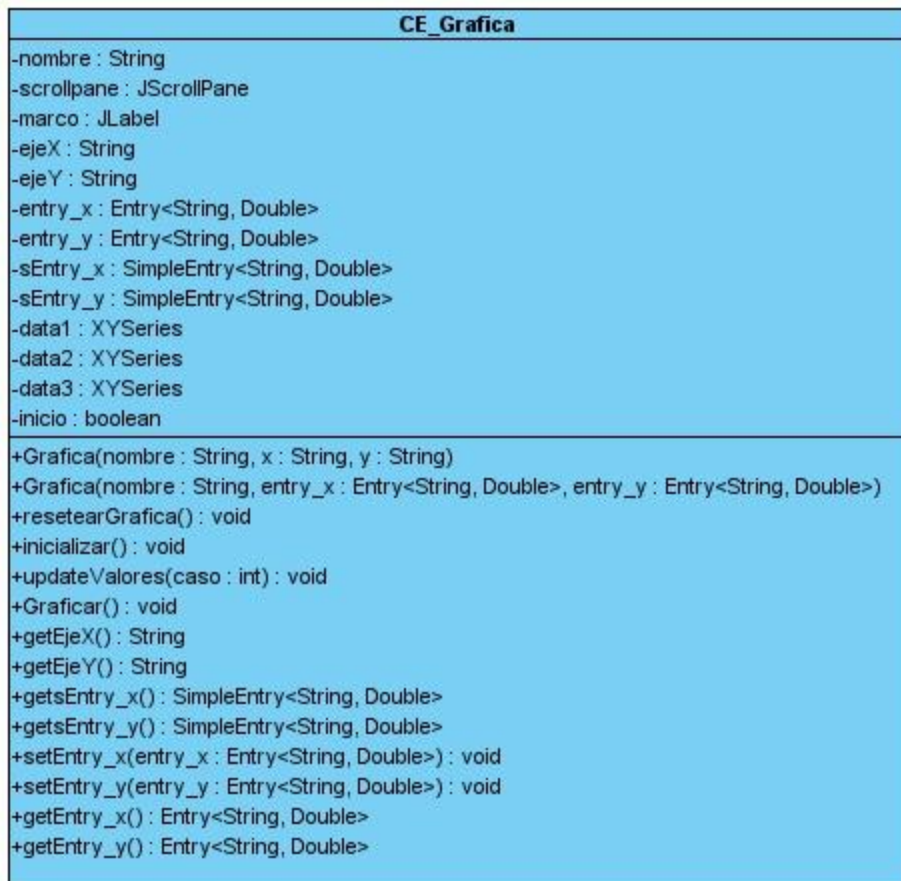 CE_Grafica
-nombre : String
-scrollpane : JScrollPane
-marco : JLabel
-ejeX : String
-ejeY : String
-entry_x : Entry<String, Double>
-entry_y : Entry<String, Double>
-sEntry_x : SimpleEntry<String, Double>
-sEntry_y : SimpleEntry<String, Double>
-data1 : XYSeries
-data2 : XYSeries
-data3 : XYSeries
-inicio : boolean
+Grafica(nombre : String, x : String, y : String)
+Grafica(nombre : String, entry_x : Entry<String, Double>, entry_y : Entry<String, Double>)
+resetearGrafica() : void
+inicializar() : void
+updateValores(caso : int) : void
+Graficar() : void
+getEjeX() : String
+getEjeY() : String
+getsEntry_x() : SimpleEntry<String, Double>
+getsEntry_y() : SimpleEntry<String, Double>
+setEntry_x(entry_x : Entry<String, Double>) : void
+setEntry_y(entry_y : Entry<String, Double>) : void
+getEntry_x() : Entry<String, Double>
+getEntry_y() : Entry<String, Double>